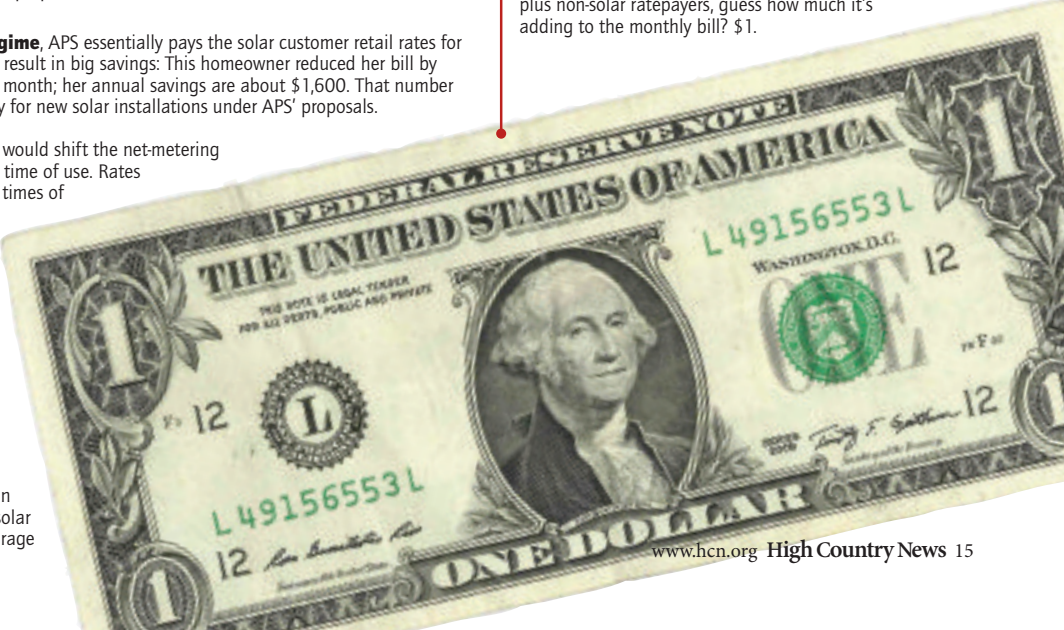 plus non-solar ratepayers, guess how much it's
adding to the monthly bill? $1.
gime, APS essentially pays the solar customer retail rates for
result in big savings: This homeowner reduced her bill by
month; her annual savings are about $1,600. That number
y for new solar installations under APS' proposals.
would shift the net-metering
time of use. Rates
times of
n
solar
rage
FEDERAL RESERVE NOTE
THE UNITED STATES OF AMERICA
1
1
THIS NOTE IS LEGAL TENDER
FOR ALL DEBTS, PUBLIC AND PRIVATE
L 49156553 L
WASHINGTON, D.C.
12
ONE
L
12
12
L 49156553 L
12
1
1
ONE DOLLAR
www.hcn.org High Country News 15